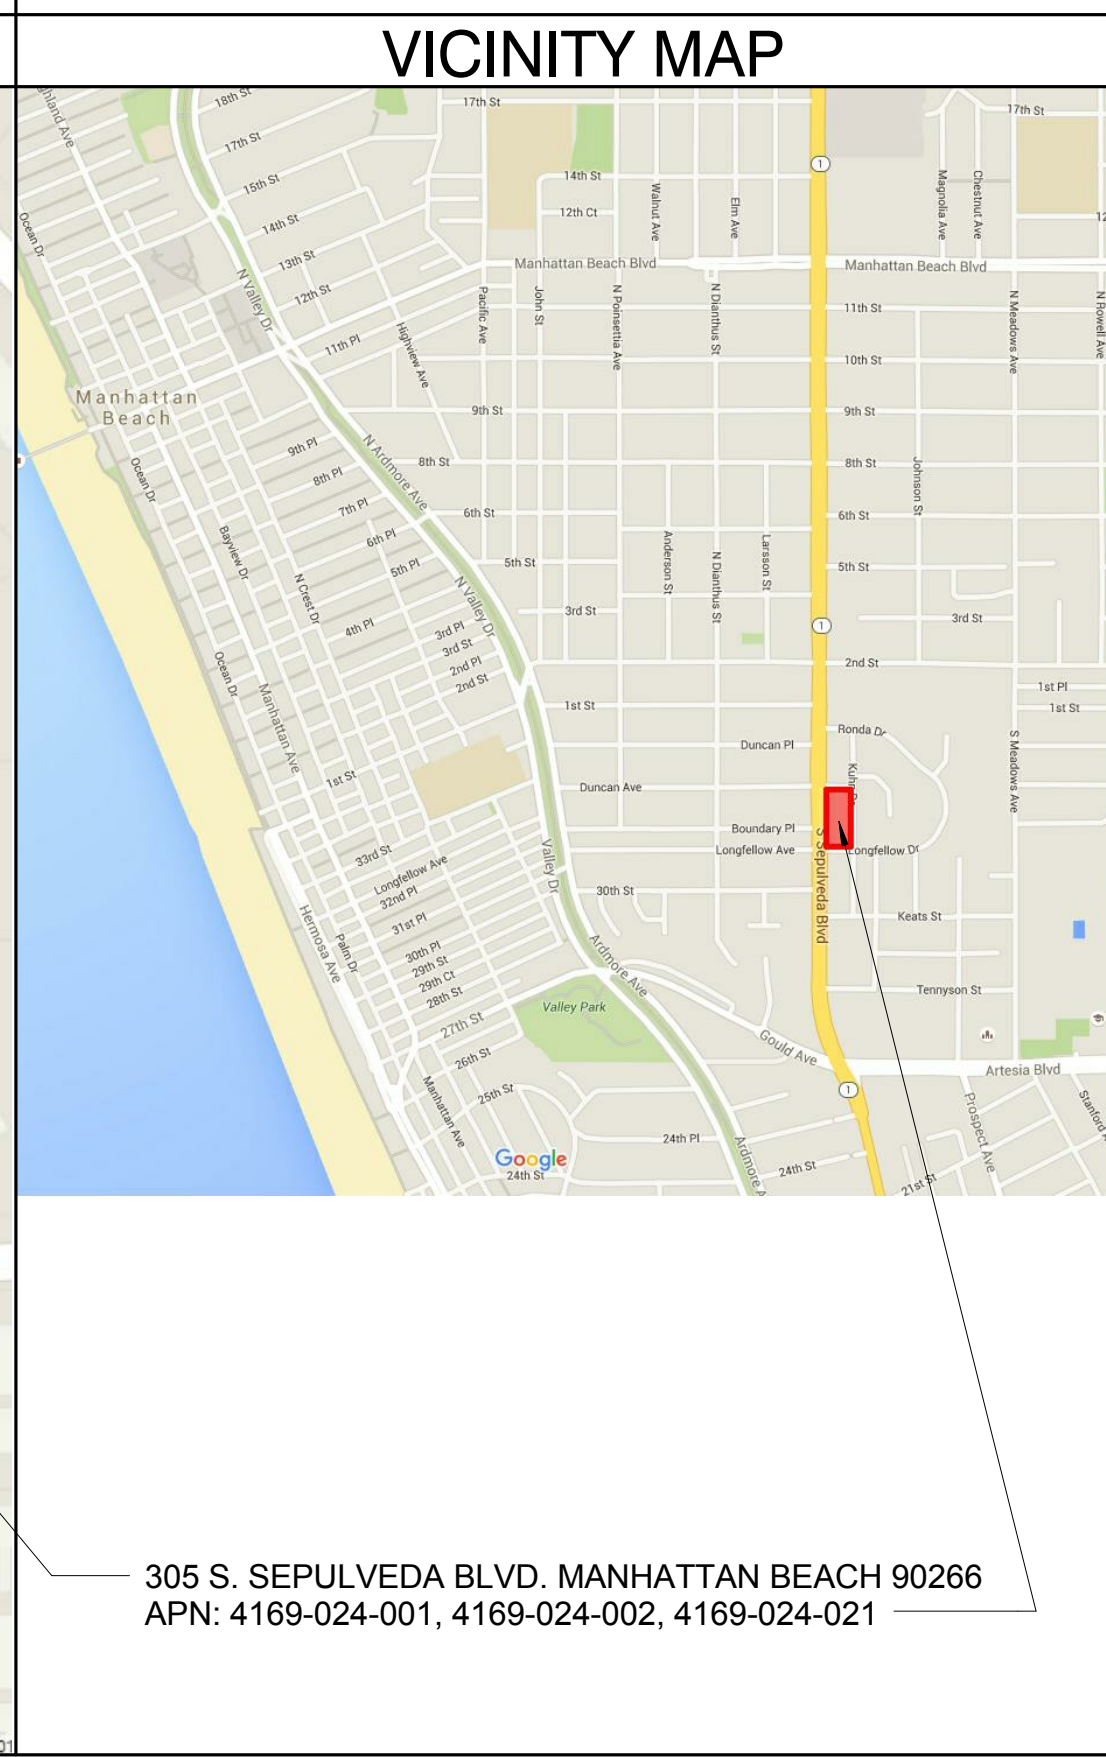 VICINITY MAP
18th St
17th St
17th St
17th St
15th St
14th St
14th St
13th St
12th St
12th Ct
Walnut Ave
Elm Ave
Magnolia Ave
Chestnut Ave
Ocean Dr
N Valley Dr
Manhattan Beach Blvd
Manhattan Beach Blvd
11th Pl
Highview Ave
Pacific Ave
John St
N Poinsettia Ave
N Dianthus St
11th St
N Meadows Ave
N Rowell Ave
10th St
Manhattan
Beach
9th St
9th St
9th Pl
8th Pl
7th Pl
6th Pl
5th Pl
4th Pl
N Ardmore Ave
8th St
8th St
Johnson St
Ocean Dr
Bayview Dr
N Crest Dr
6th St
6th St
5th St
5th St
Anderson St
N Dianthus St
Larsson St
N Valley Dr
3rd St
3rd St
3rd Pl
3rd St
2nd Pl
2nd St
1
1
2nd St
Ocean Dr
Manhattan Ave
1st St
1st St
1st Pl
1st St
S Meadows Ave
Duncan Pl
Ronda Dr
Duncan Ave
Boundary Pl
Longfellow Ave
Longfellow Dr
S Sepulveda Blvd
33rd St
Longfellow Ave
32nd Pl
31st Pl
30th Pl
29th St
29th Ct
28th St
27th St
26th St
25th St
Valley Dr
30th St
Keats St
Hermosa Ave
Palm Dr
Ardmore Ave
Tennyson St
Valley Park
Gould Ave
Artesia Blvd
1
Manhattan Ave
Prospect Ave
24th Pl
24th St
21st St
Google
24th St
305 S. SEPULVEDA BLVD. MANHATTAN BEACH 90266
APN: 4169-024-001, 4169-024-002, 4169-024-021